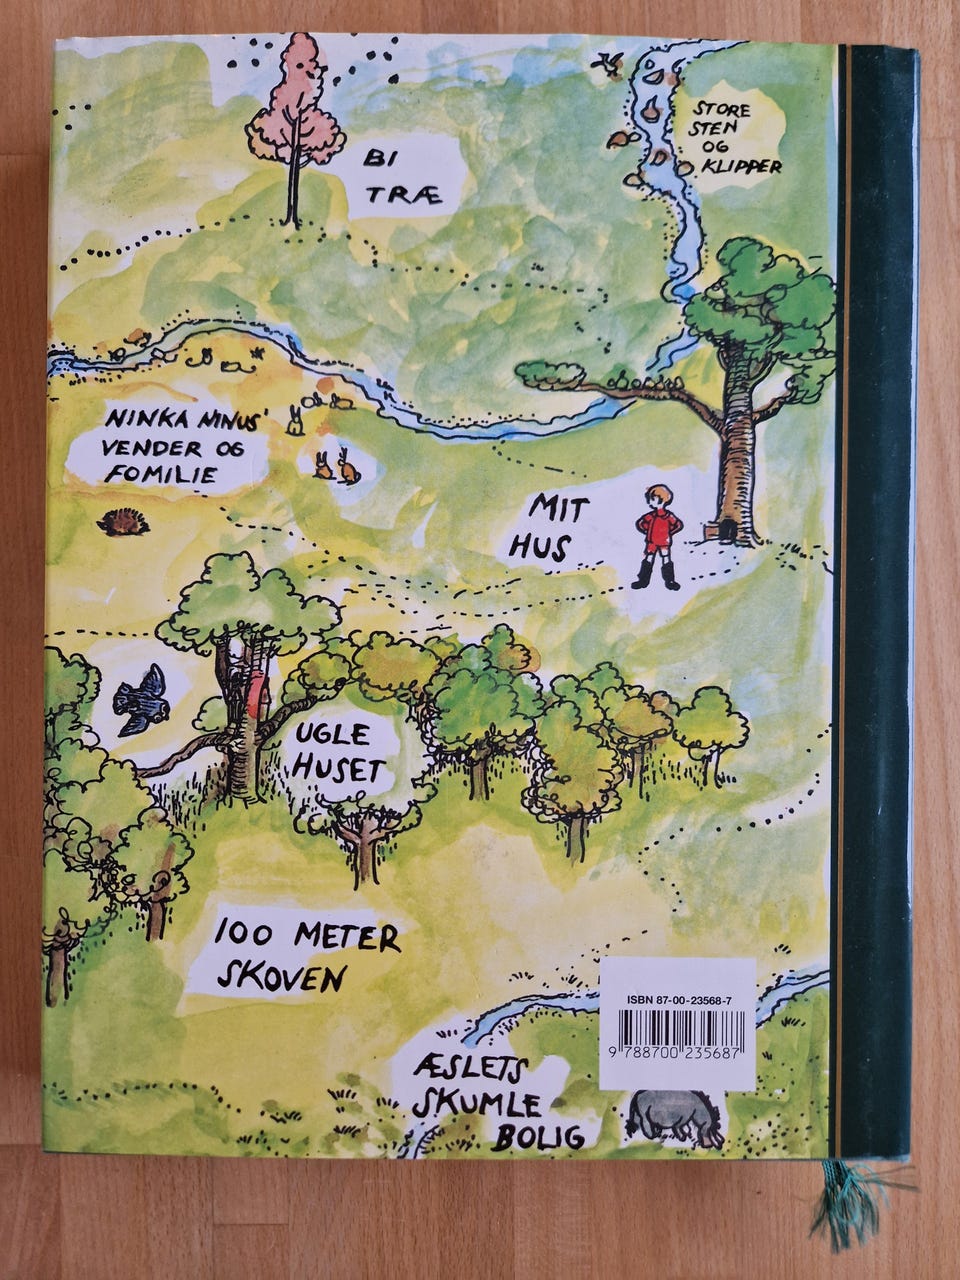 BI
TRÆ
STORE
STEN
OG
KLIPPER
NINKA NINUS'
VENDER OG
FOMILIE
MIT
HUS
UGLE
HUSET
100 METER
SKOVEN
ISBN 87-00-23568-7
9 788700 235687
ÆSLETS
SKUMLE
BOLIG